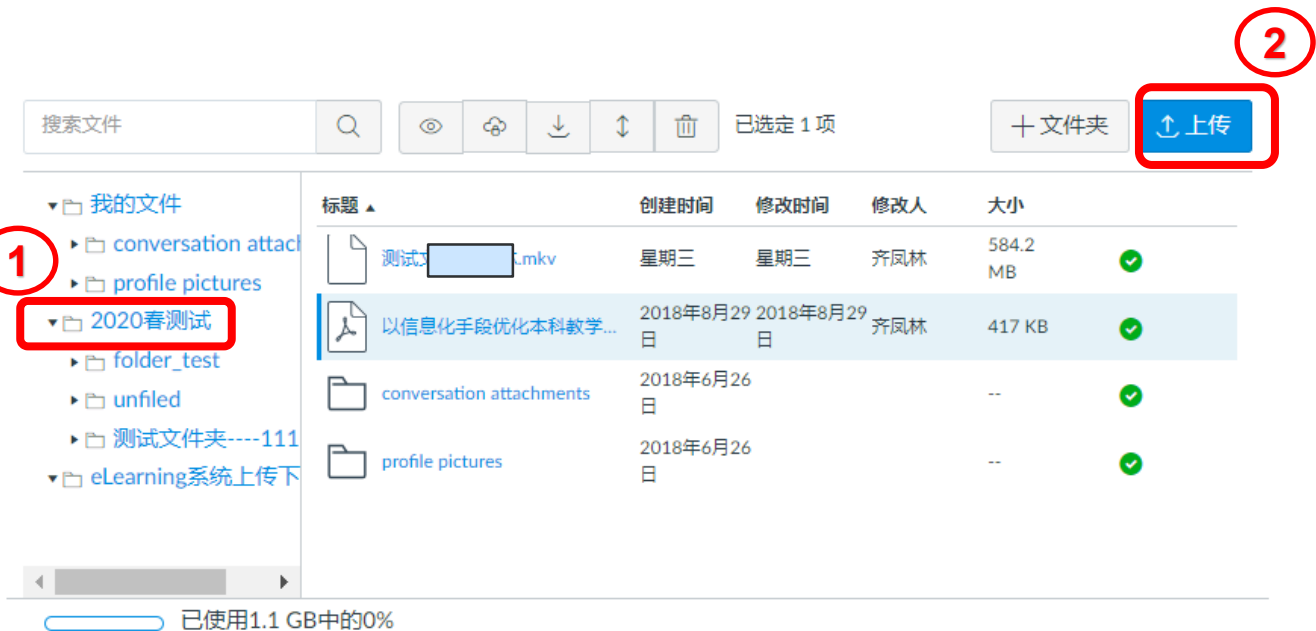 2
搜索文件
已选定 1 项
文件夹
上传
我的文件
conversation attach
1
profile pictures
2020春测试
folder_test
unfiled
测试文件夹----111
eLearning系统上传下
标题 创建时间 修改时间 修改人 大小
测试 .mkv 星期三 星期三 齐凤林 584.2 MB
以信息化手段优化本科教学... 2018年8月29日 2018年8月29日 齐凤林 417 KB
conversation attachments 2018年6月26日 --
profile pictures 2018年6月26日 --
已使用1.1 GB中的0%